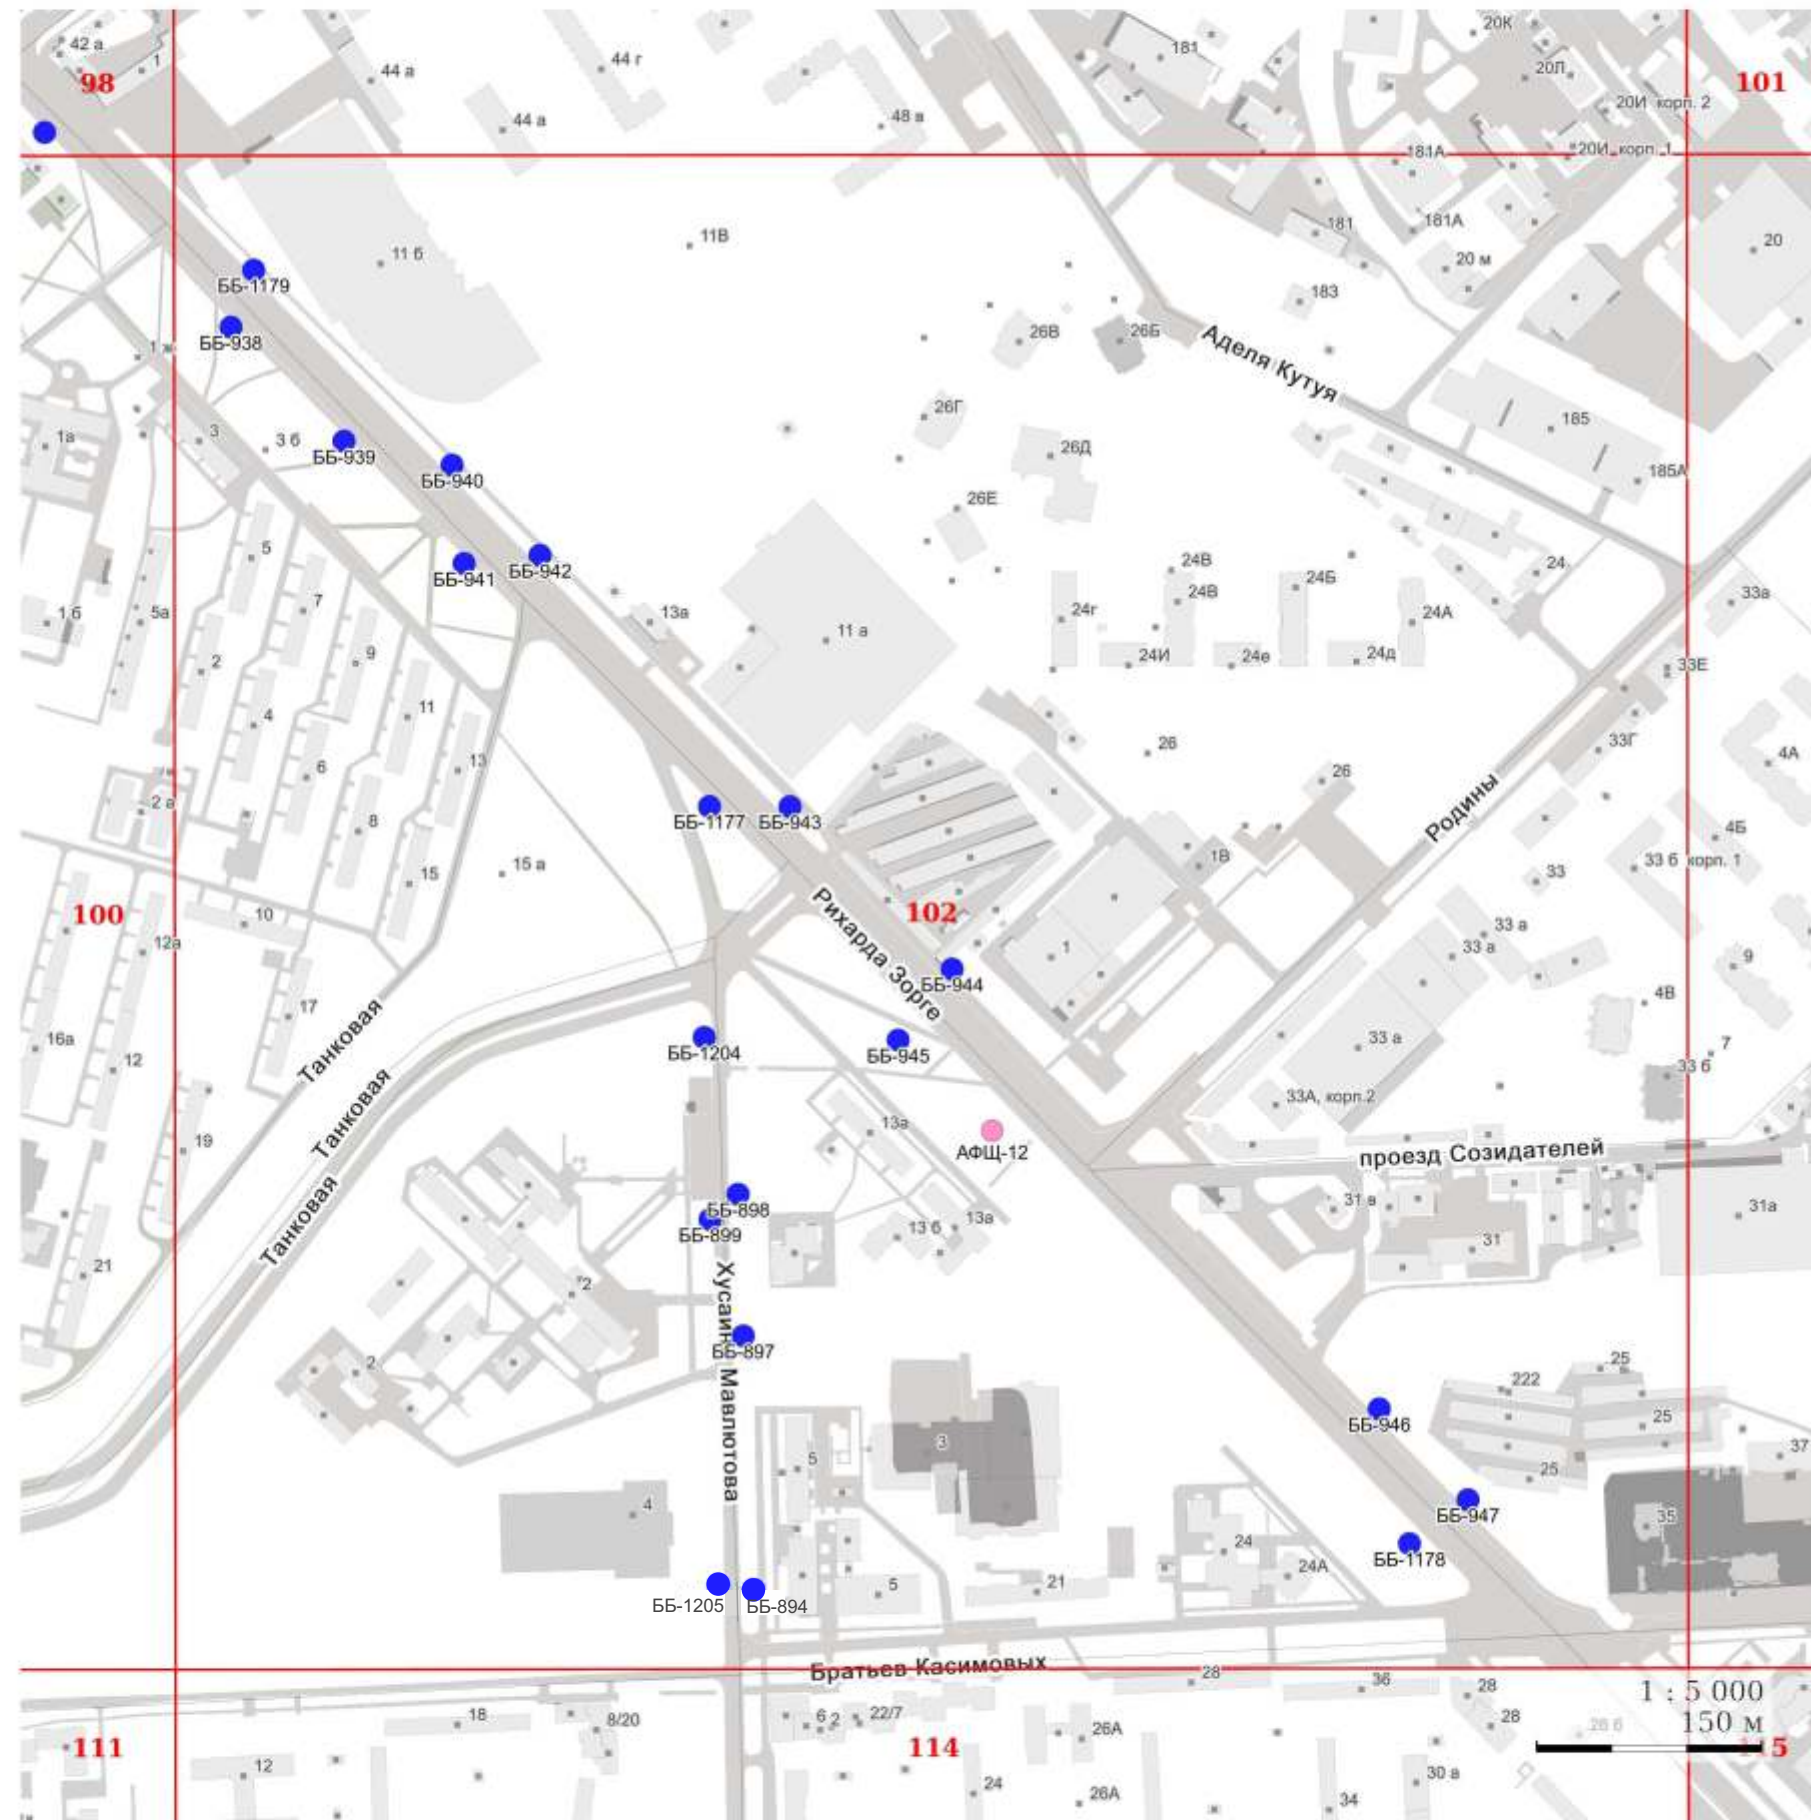 42 а
1
98
44 а
44 г
44 а
48 в
181
20К
20Л
20И корп. 2
101
181А
20И корп. 1
181
181А
20 м
20
183
11 б
11В
ББ-1179
ББ-938
1 ж
26В
26Б
Аделя Кутуя
26Г
26Д
26Е
185
185А
1а
3
3 б
ББ-939
ББ-940
ББ-941
ББ-942
5
7
1 б
5а
2
9
4
11
13
6
8
2 а
13а
11 а
24г
24В
24В
24Б
24А
24И
24е
24д
24
33а
33Е
33Г
4А
26
26
Родины
4Б
33 б корп. 1
33
ББ-1177
ББ-943
1В
15 а
15
10
100
12а
17
16а
12
19
21
Рихарда Зорге
102
ББ-944
1
33 а
33 а
9
4В
7
33 б
33 а
33А, корп.2
Танковая
Танковая
Танковая
ББ-1204
ББ-945
13а
АФЩ-12
проезд Созидателей
31 в
31
31а
ББ-898
ББ-899
13 б
13а
2
2
Хусаина Мавлютова
ББ-897
ББ-946
222
25
25
25
37
35
ББ-947
ББ-1178
3
5
4
24
24А
21
5
ББ-1205
ББ-894
Братьев Касимовых
28
36
28
28
1 : 5 000
150 м
26 б
18
8/20
6
2
22/7
26А
111
114
115
12
24
26А
34
30 а